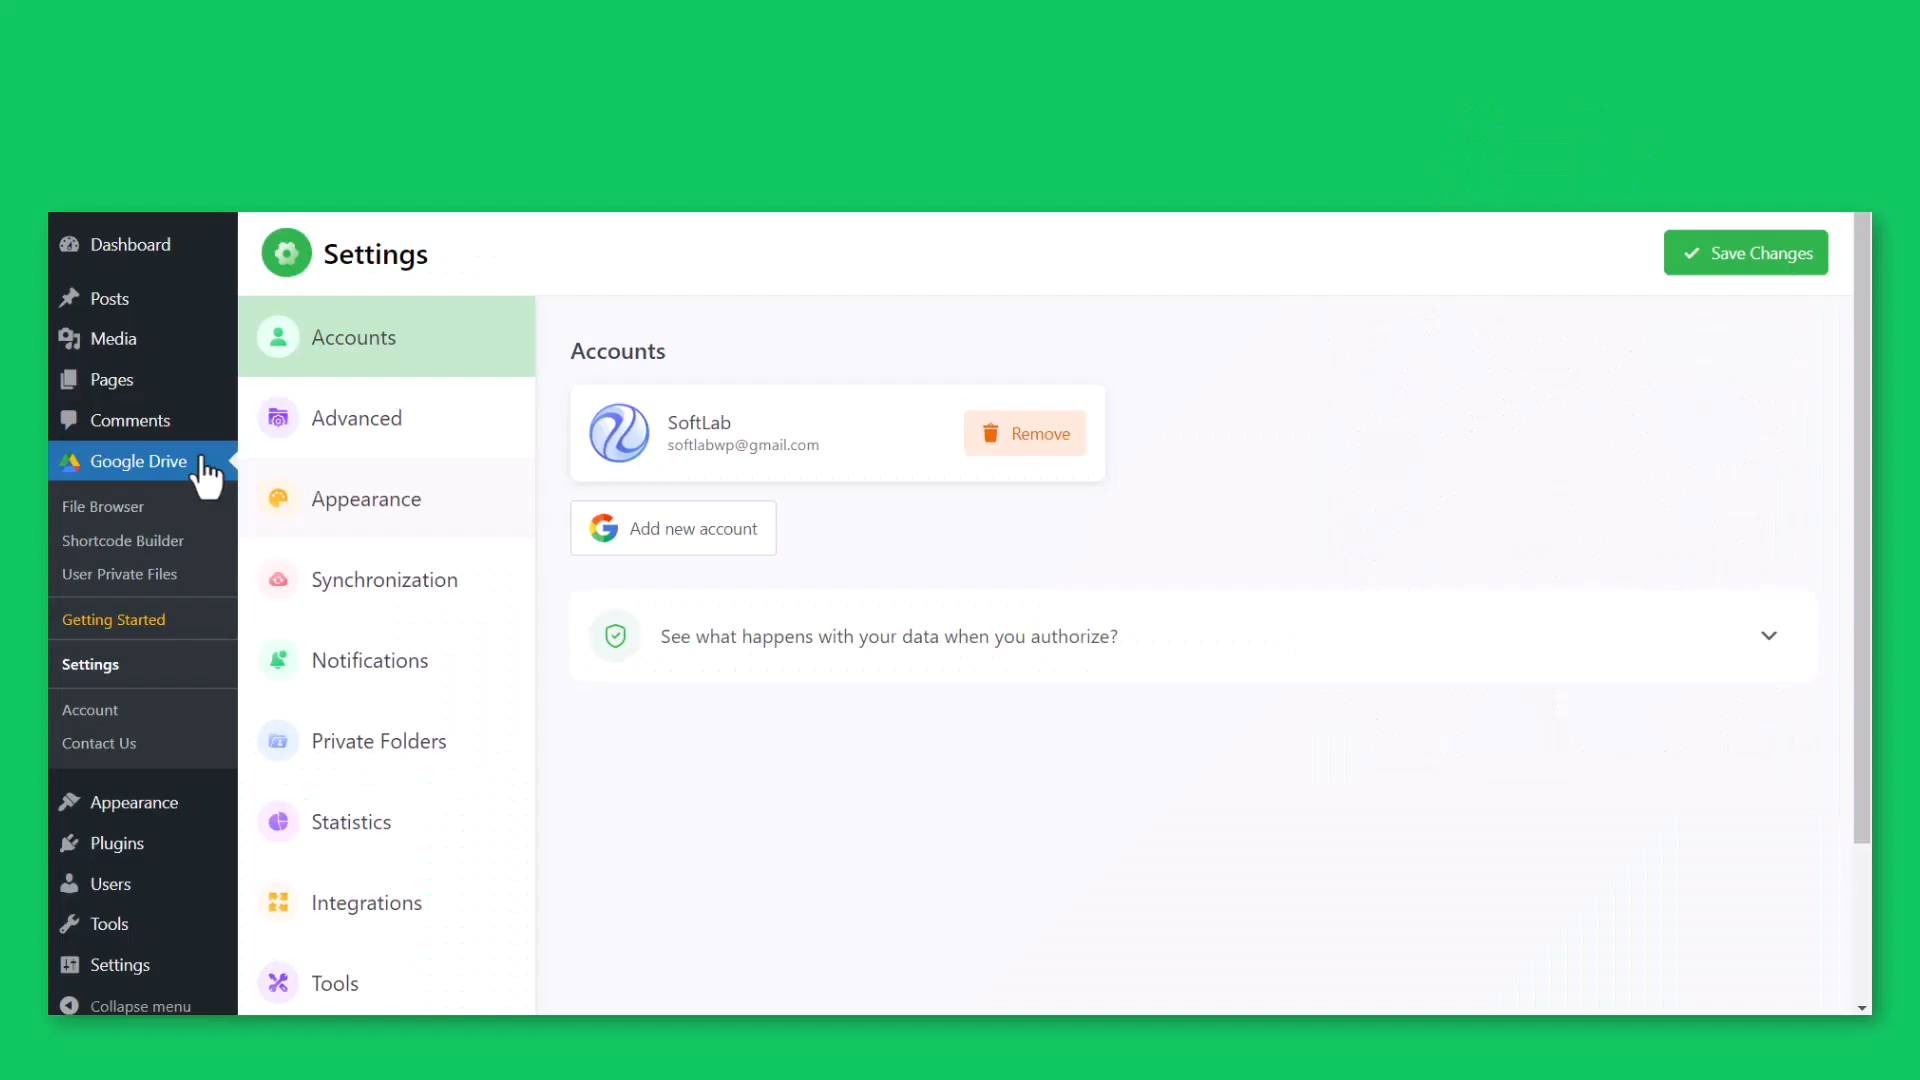 Dashboard
Posts
Media
Pages
Comments
Google Drive
File Browser
Shortcode Builder
User Private Files
Getting Started
Settings
Account
Contact Us
Appearance
Plugins
Users
Tools
Settings
Collapse menu
Settings
Save Changes
Accounts
Advanced
Appearance
Synchronization
Notifications
Private Folders
Statistics
Integrations
Tools
Accounts
SoftLab
softlabwp@gmail.com
Remove
Add new account
See what happens with your data when you authorize?